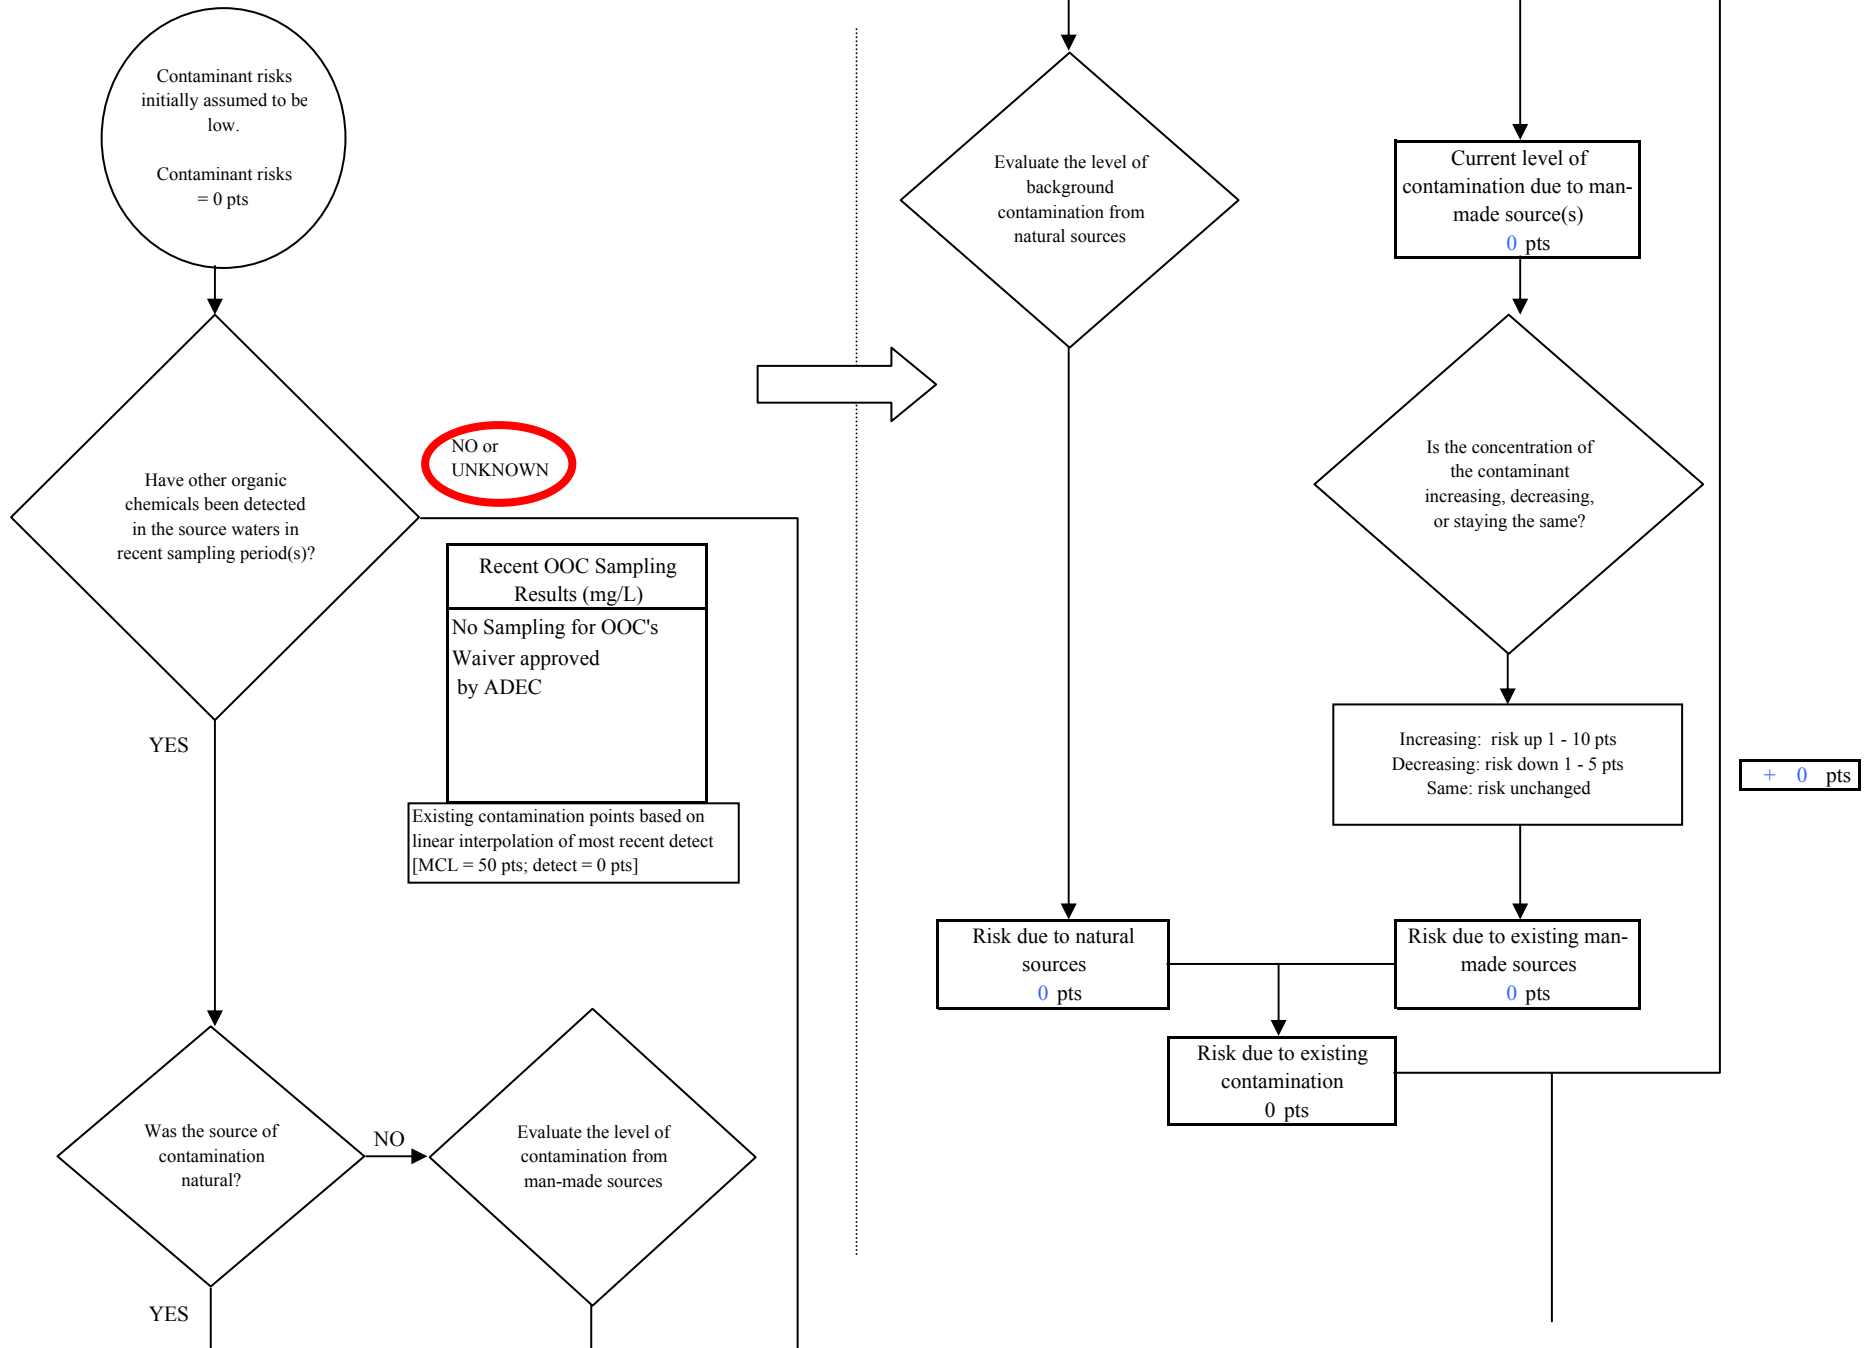 Contaminant risks
initially assumed to be
low.
Contaminant risks
= 0 pts
Have other organic
chemicals been detected
in the source waters in
recent sampling period(s)?
NO or
UNKNOWN
Recent OOC Sampling
Results (mg/L)
No Sampling for OOC's
Waiver approved
by ADEC
Existing contamination points based on
linear interpolation of most recent detect
[MCL = 50 pts; detect = 0 pts]
YES
Was the source of
contamination
natural?
NO
Evaluate the level of
contamination from
man-made sources
YES
Evaluate the level of
background
contamination from
natural sources
Current level of
contamination due to man-
made source(s)
0 pts
Is the concentration of
the contaminant
increasing, decreasing,
or staying the same?
Increasing: risk up 1 - 10 pts
Decreasing: risk down 1 - 5 pts
Same: risk unchanged
+ 0 pts
Risk due to natural
sources
0 pts
Risk due to existing man-
made sources
0 pts
Risk due to existing
contamination
0 pts